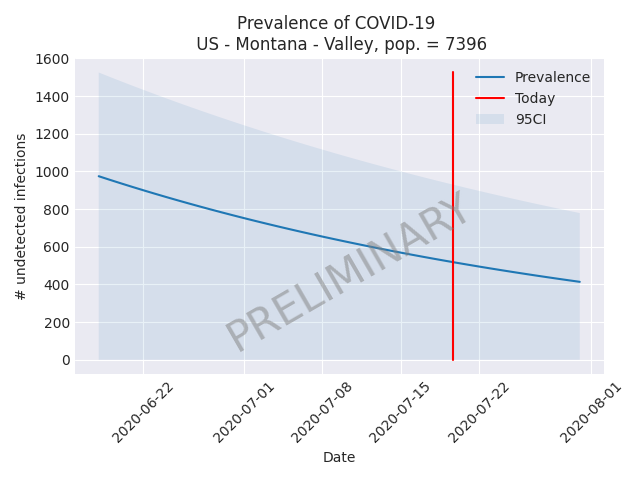 Prevalence of COVID-19
US - Montana - Valley, pop. = 7396
# undetected infections
1600
1400
1200
1000
800
600
400
200
0
Prevalence
Today
95CI
PRELIMINARY
2020-06-22
2020-07-01
2020-07-08
2020-07-15
2020-07-22
2020-08-01
Date